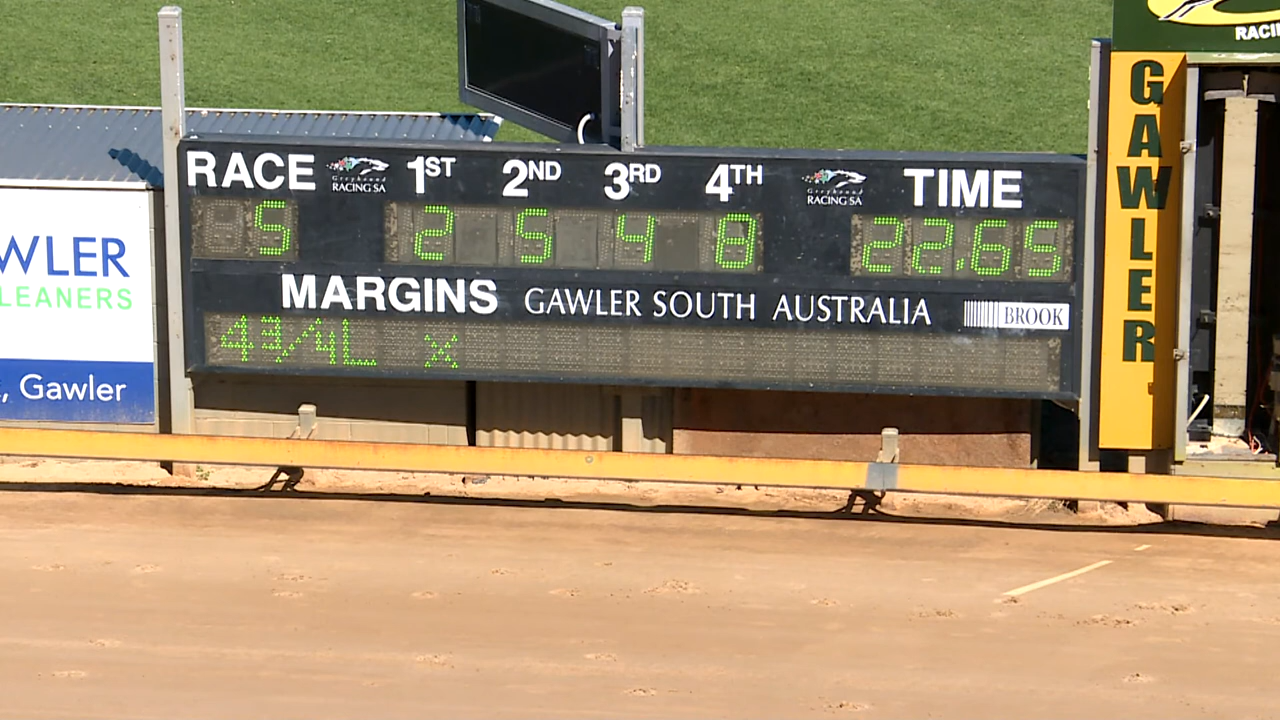 RACI
RACE 1ST 2ND 3RD 4TH TIME
Greyhound
RACING SA
Greyhound
RACING SA
5 2 5 4 8 22.65
MARGINS GAWLER SOUTH AUSTRALIA BROOK
4 3/4L X
WLER
LEANERS
, Gawler
GAWLER